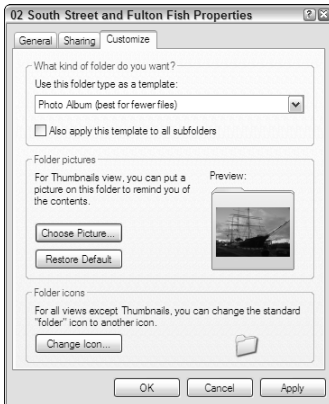 02 South Street and Fulton Fish Properties
General Sharing Customize
What kind of folder do you want?
Use this folder type as a template:
Photo Album (best for fewer files)
Also apply this template to all subfolders
Folder pictures
For Thumbnails view, you can put a
picture on this folder to remind you of
the contents.
Preview:
Choose Picture...
Restore Default
Folder icons
For all views except Thumbnails, you can change the standard
"folder" icon to another icon.
Change Icon...
OK Cancel Apply